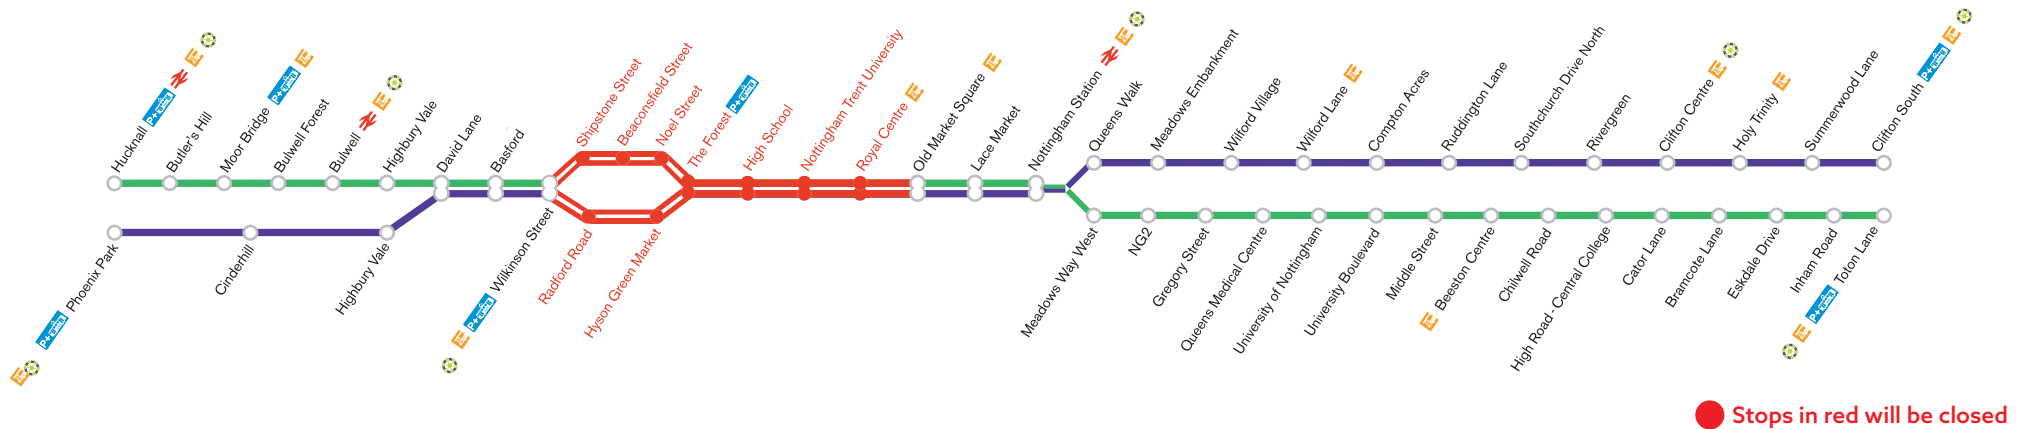 Hucknall
Butler's Hill
Moor Bridge
Bulwell Forest
Bulwell
Highbury Vale
David Lane
Basford
Shipstone Street
Beaconsfield Street
Noel Street
The Forest
High School
Nottingham Trent University
Royal Centre
Old Market Square
Lace Market
Nottingham Station
Queens Walk
Meadows Embankment
Wilford Village
Wilford Lane
Compton Acres
Ruddington Lane
Southchurch Drive North
Rivergreen
Clifton Centre
Holy Trinity
Summerwood Lane
Clifton South
Phoenix Park
Cinderhill
Highbury Vale
Wilkinson Street
Radford Road
Hyson Green Market
Meadows Way West
NG2
Gregory Street
Queens Medical Centre
University of Nottingham
University Boulevard
Middle Street
Beeston Centre
Chilwell Road
High Road - Central College
Cator Lane
Bramcote Lane
Eskdale Drive
Inham Road
Toton Lane
Stops in red will be closed